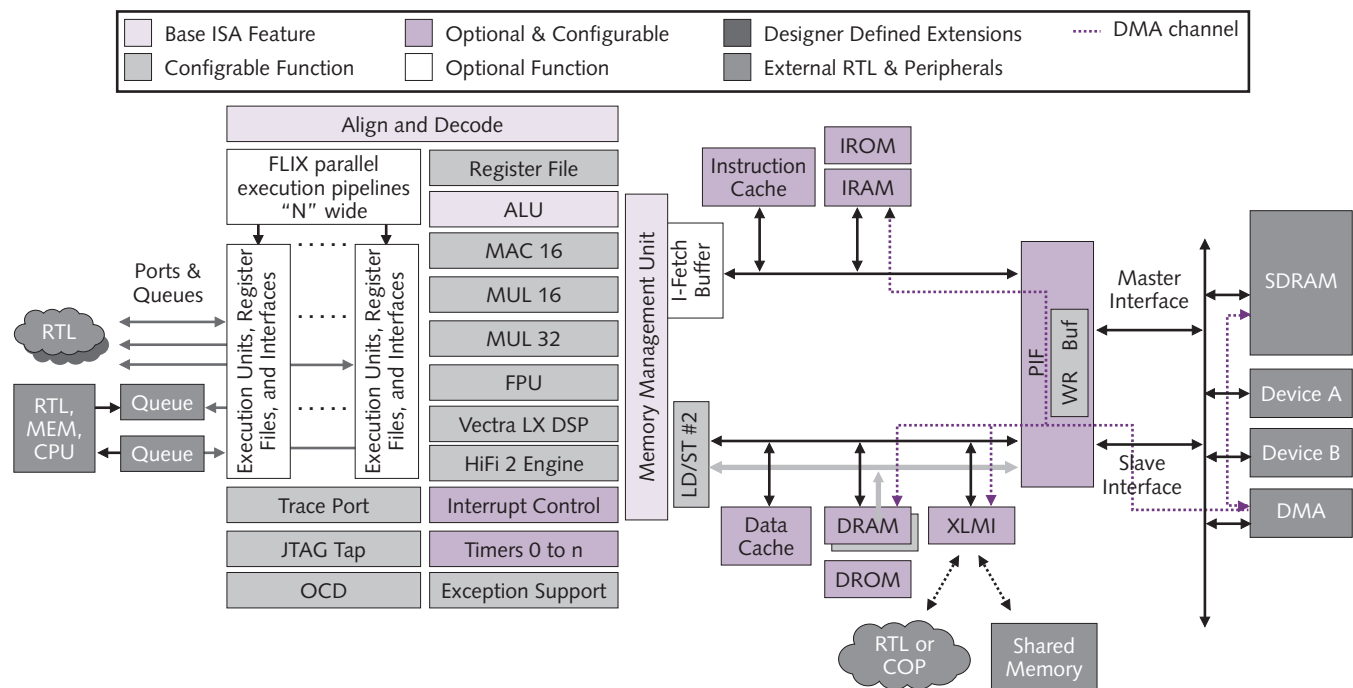 Base ISA Feature
Optional & Configurable
Designer Defined Extensions
DMA channel
Configrable Function
Optional Function
External RTL & Peripherals
Align and Decode
FLIX parallel
execution pipelines
“N” wide
Register File
ALU
MAC 16
MUL 16
MUL 32
FPU
Vectra LX DSP
HiFi 2 Engine
Trace Port
Interrupt Control
JTAG Tap
Timers 0 to n
OCD
Exception Support
Ports &
Queues
RTL
RTL,
MEM,
CPU
Queue
Queue
Execution Units, Register
Files, and Interfaces
Execution Units, Register
Files, and Interfaces
Memory Management Unit
I-Fetch
Buffer
LD/ST #2
Instruction
Cache
IROM
IRAM
Data
Cache
DRAM
DROM
XLMI
RTL or
COP
Shared
Memory
PIF
WR Buf
Master
Interface
Slave
Interface
SDRAM
Device A
Device B
DMA